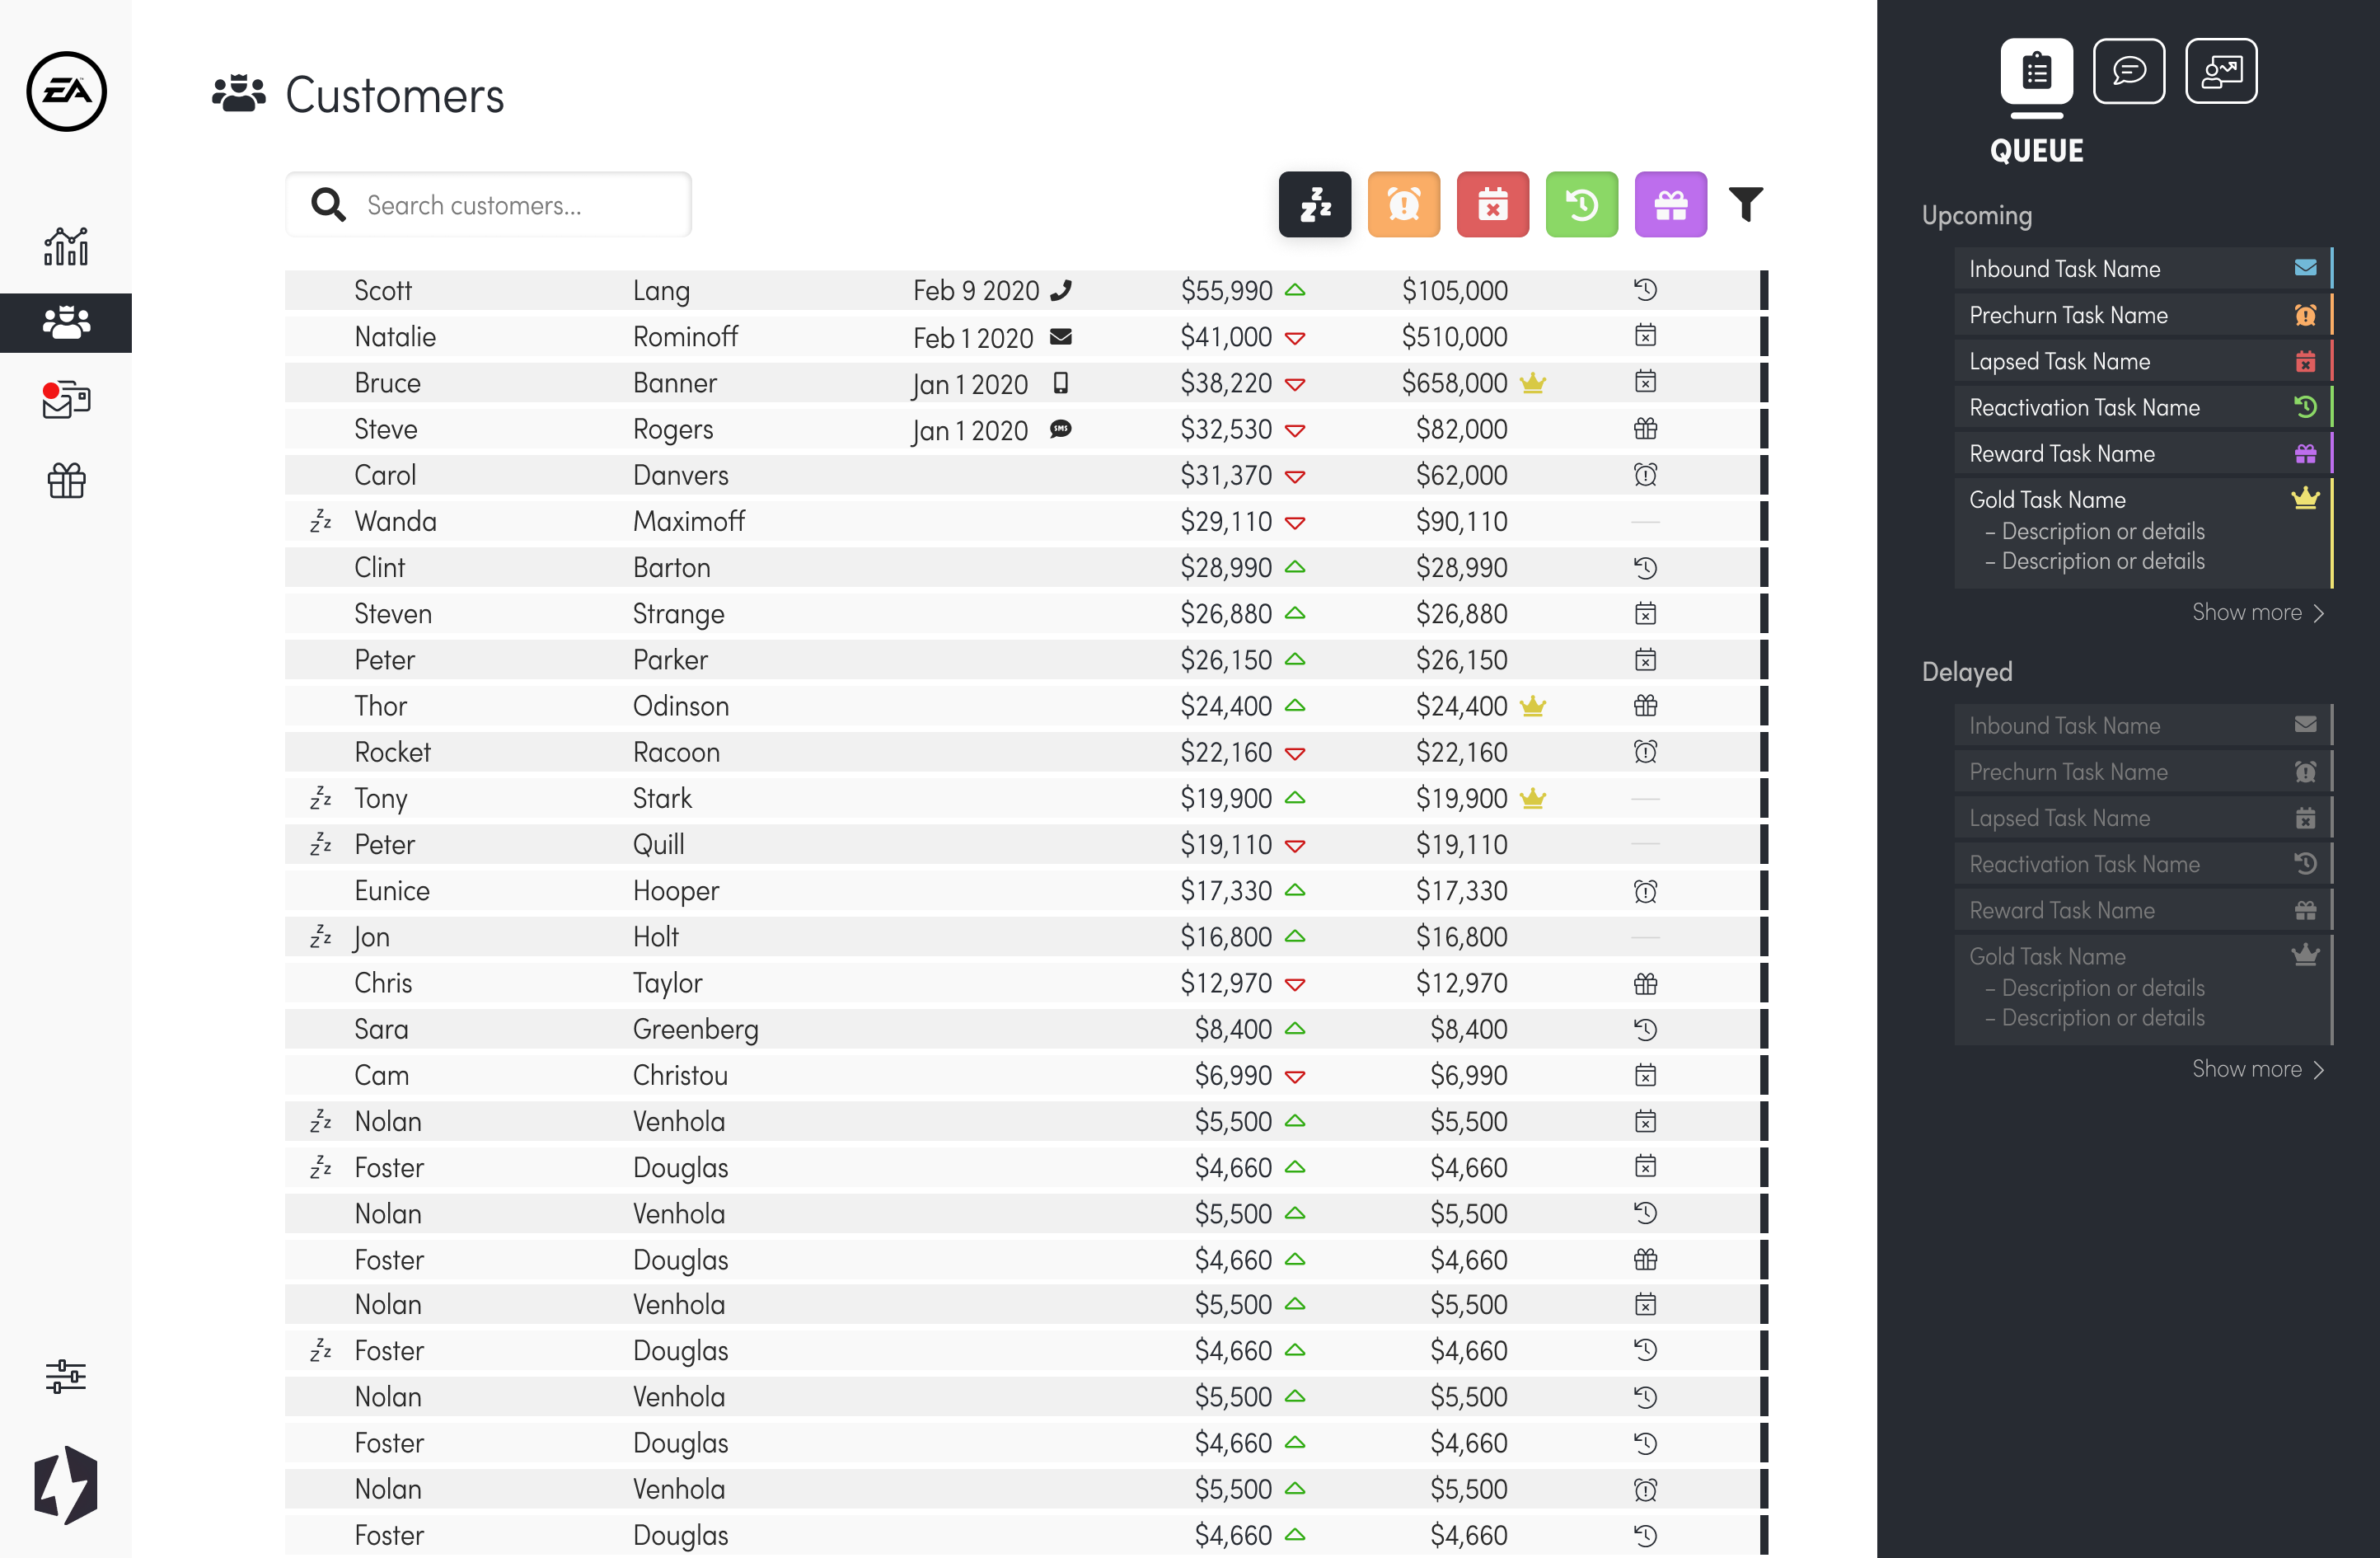 EA
Customers
Search customers...
Scott Lang Feb 9 2020 $55,990 $105,000
Natalie Rominoff Feb 1 2020 $41,000 $510,000
Bruce Banner Jan 1 2020 $38,220 $658,000
Steve Rogers Jan 1 2020 SMS $32,530 $82,000
Carol Danvers $31,370 $62,000
zzz Wanda Maximoff $29,110 $90,110
Clint Barton $28,990 $28,990
Steven Strange $26,880 $26,880
Peter Parker $26,150 $26,150
Thor Odinson $24,400 $24,400
Rocket Racoon $22,160 $22,160
zzz Tony Stark $19,900 $19,900
zzz Peter Quill $19,110 $19,110
Eunice Hooper $17,330 $17,330
zzz Jon Holt $16,800 $16,800
Chris Taylor $12,970 $12,970
Sara Greenberg $8,400 $8,400
Cam Christou $6,990 $6,990
zzz Nolan Venhola $5,500 $5,500
zzz Foster Douglas $4,660 $4,660
Nolan Venhola $5,500 $5,500
Foster Douglas $4,660 $4,660
Nolan Venhola $5,500 $5,500
zzz Foster Douglas $4,660 $4,660
Nolan Venhola $5,500 $5,500
Foster Douglas $4,660 $4,660
Nolan Venhola $5,500 $5,500
Foster Douglas $4,660 $4,660
QUEUE
Upcoming
Inbound Task Name
Prechurn Task Name
Lapsed Task Name
Reactivation Task Name
Reward Task Name
Gold Task Name
– Description or details
– Description or details
Show more
Delayed
Inbound Task Name
Prechurn Task Name
Lapsed Task Name
Reactivation Task Name
Reward Task Name
Gold Task Name
– Description or details
– Description or details
Show more